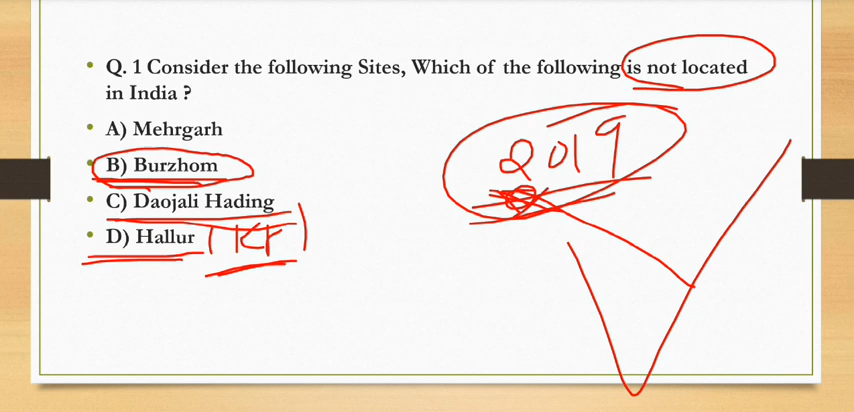 Q. 1 Consider the following Sites, Which of the following is not located
in India ?
A) Mehrgarh
B) Burzhom
C) Daojali Hading
D) Hallur
2019